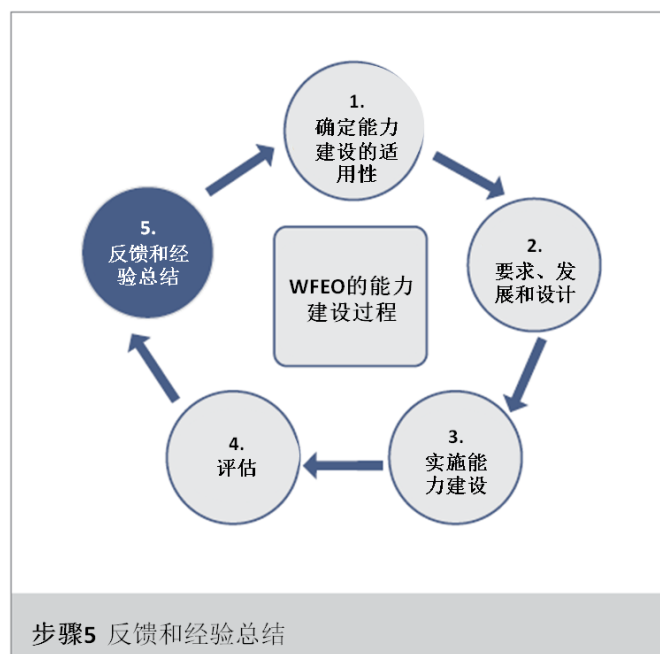 1.
确定能力
建设的适
用性
2.
要求、发
展和设计
3.
实施能
力建设
4.
评估
5.
反馈和经
验总结
WFEO的能力
建设过程
步骤5 反馈和经验总结